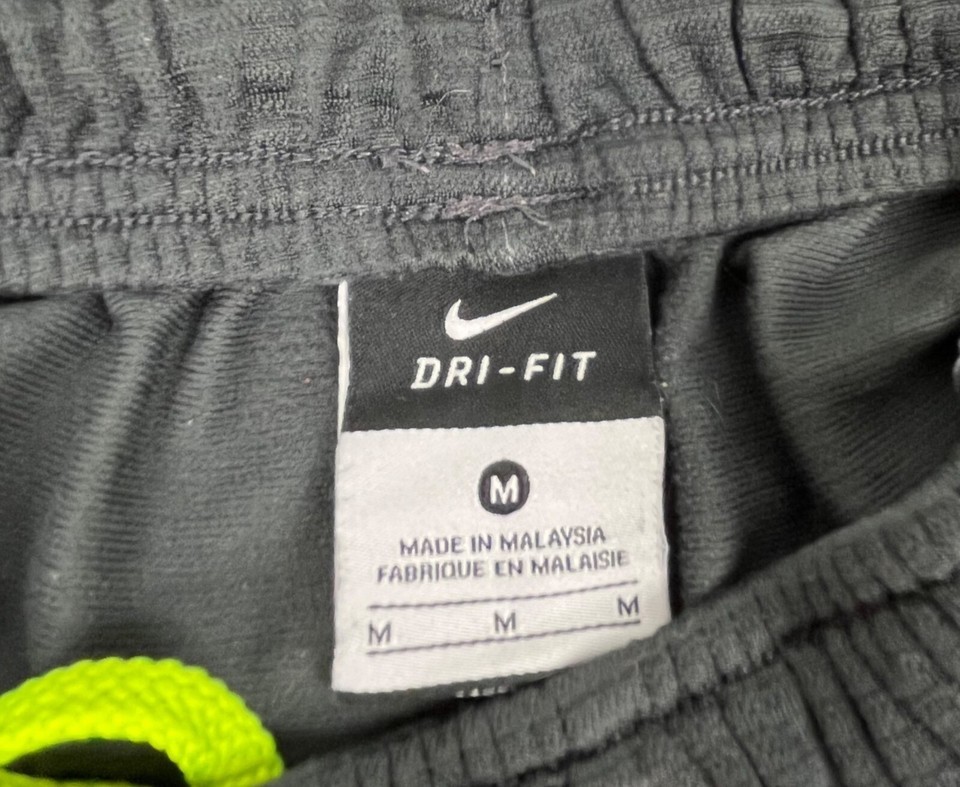 DRI-FIT
M
MADE IN MALAYSIA
FABRIQUE EN MALAISIE
M M M